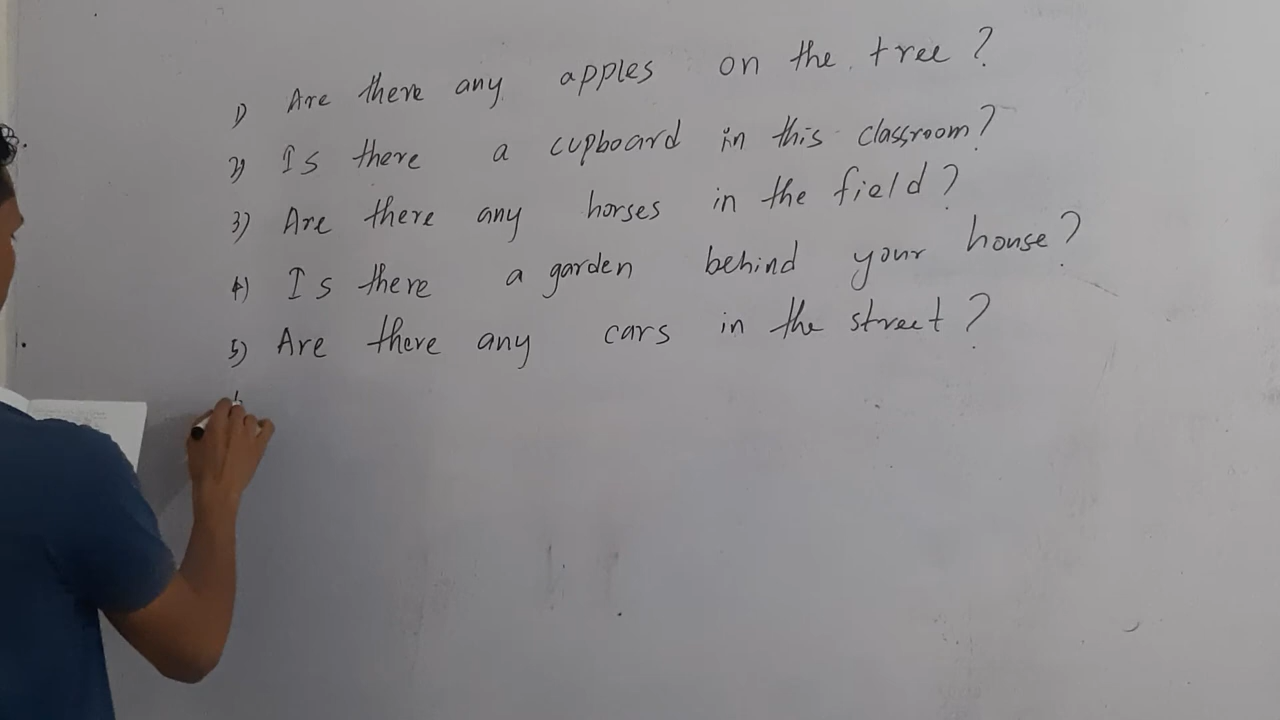 1) Are there any apples on the tree?
2) Is there a cupboard in this classroom?
3) Are there any horses in the field?
4) Is there a garden behind your house?
5) Are there any cars in the street?